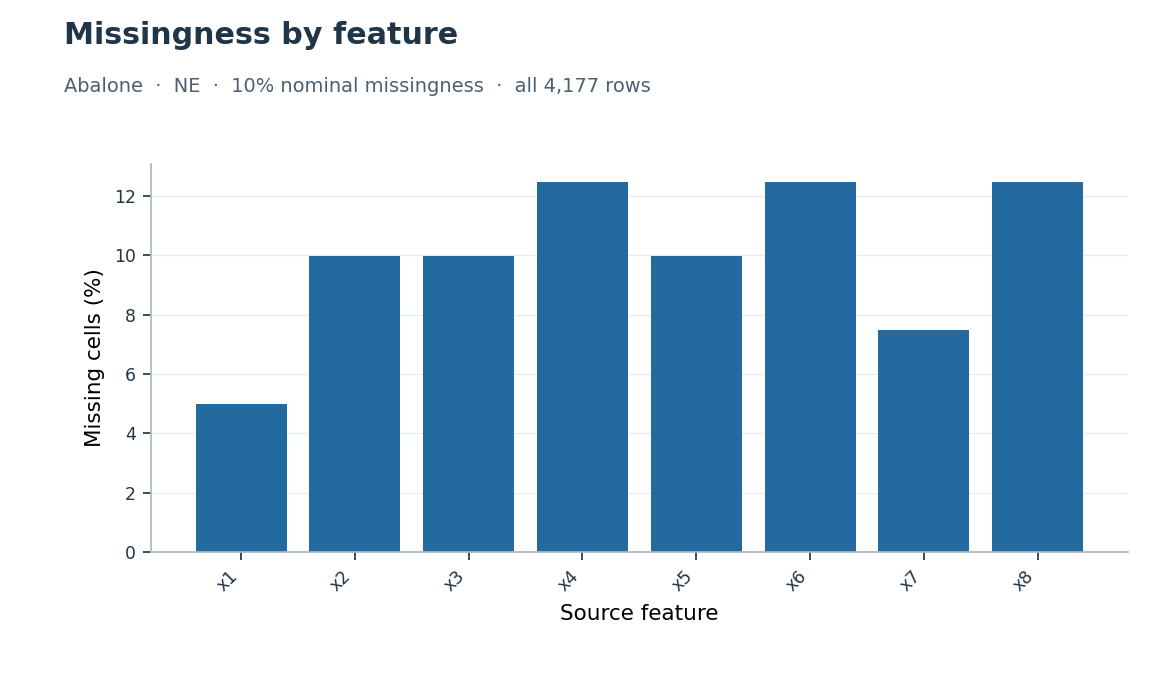 Missingness by feature
Abalone · NE · 10% nominal missingness · all 4,177 rows
Missing cells (%)
12
10
8
6
4
2
0
x1 x2 x3 x4 x5 x6 x7 x8
Source feature